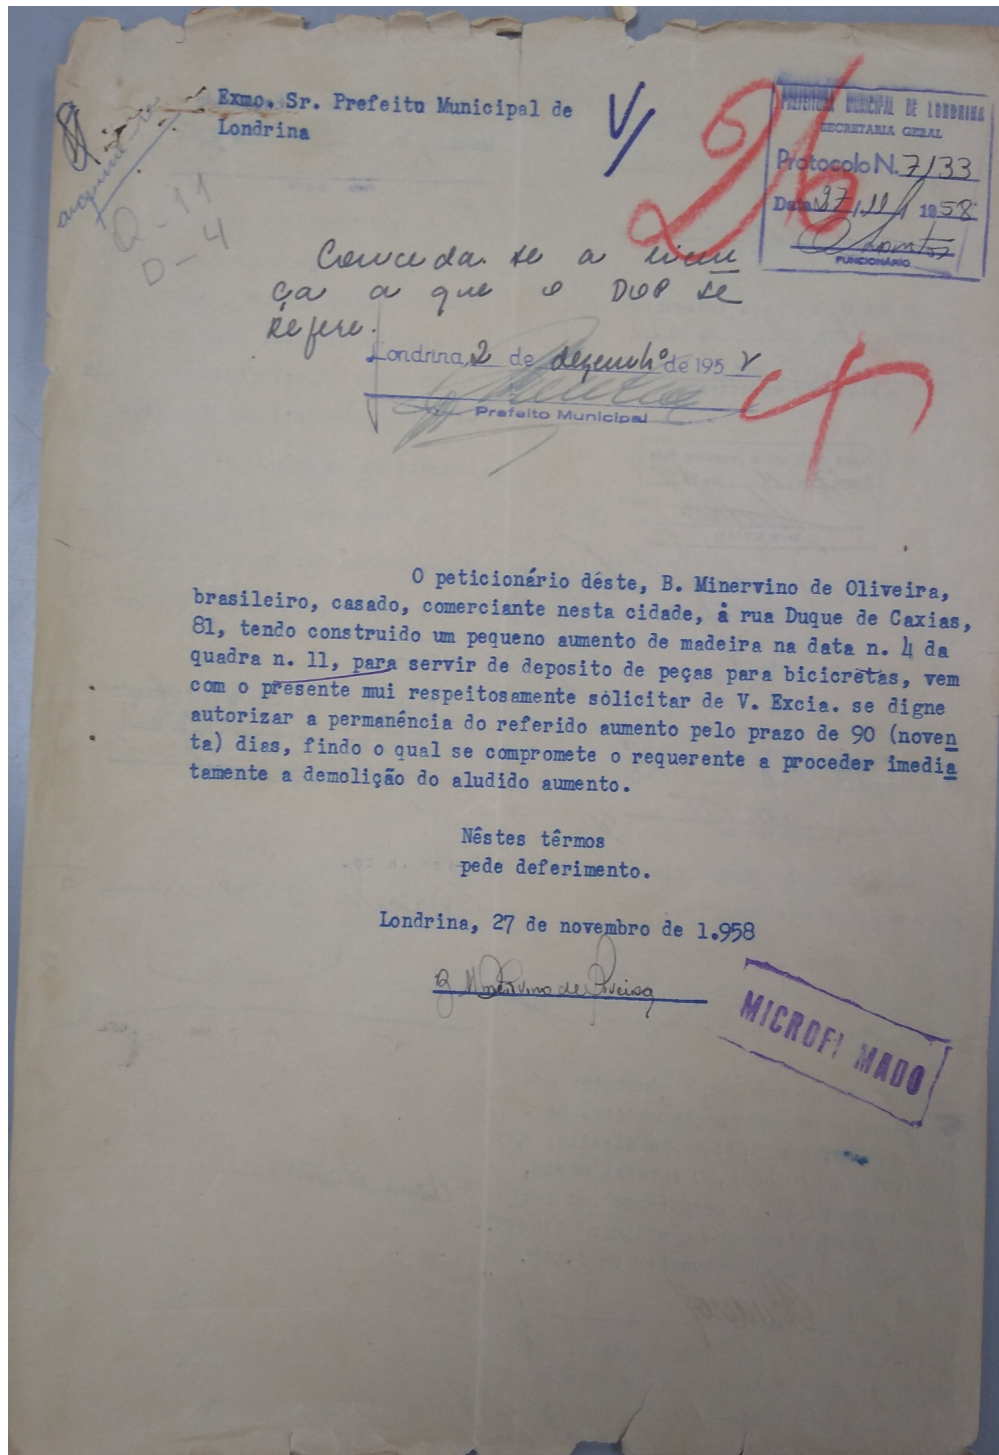 Exmo. Sr. Prefeito Municipal de
Londrina
V/
26
PREFEITURA MUNICIPAL DE LONDRINA
SECRETARIA GERAL
Protocolo N. 7133
Data 27/11/1958
FUNCIONÁRIO
Q-11
D-4
Conceda-se a licen
ça a que o DOP se
refere.
Londrina, 2 de dezembro de 1958
Prefeito Municipal
O peticionário dêste, B. Minervino de Oliveira,
brasileiro, casado, comerciante nesta cidade, à rua Duque de Caxias,
81, tendo construido um pequeno aumento de madeira na data n. 4 da
quadra n. 11, para servir de deposito de peças para bicicretas, vem
com o presente mui respeitosamente sólicitar de V. Excia. se digne
autorizar a permanência do referido aumento pelo prazo de 90 (noven
ta) dias, findo o qual se compromete o requerente a proceder imedia
tamente a demolição do aludido aumento.
Nêstes têrmos
pede deferimento.
Londrina, 27 de novembro de 1.958
B Minervino de Oliveira
MICROFI MADO